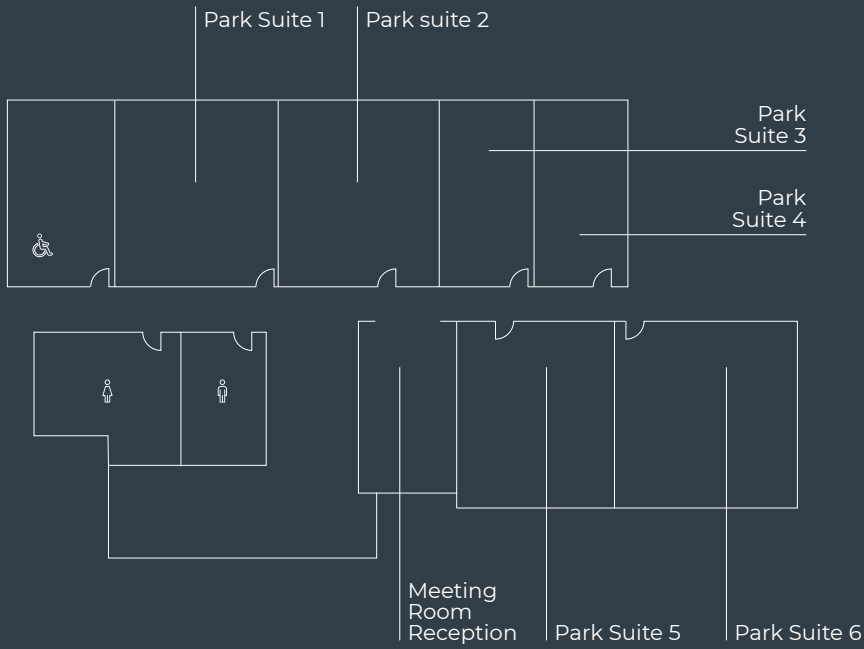 Park Suite 1
Park suite 2
Park
Suite 3
Park
Suite 4
Meeting
Room
Reception
Park Suite 5
Park Suite 6